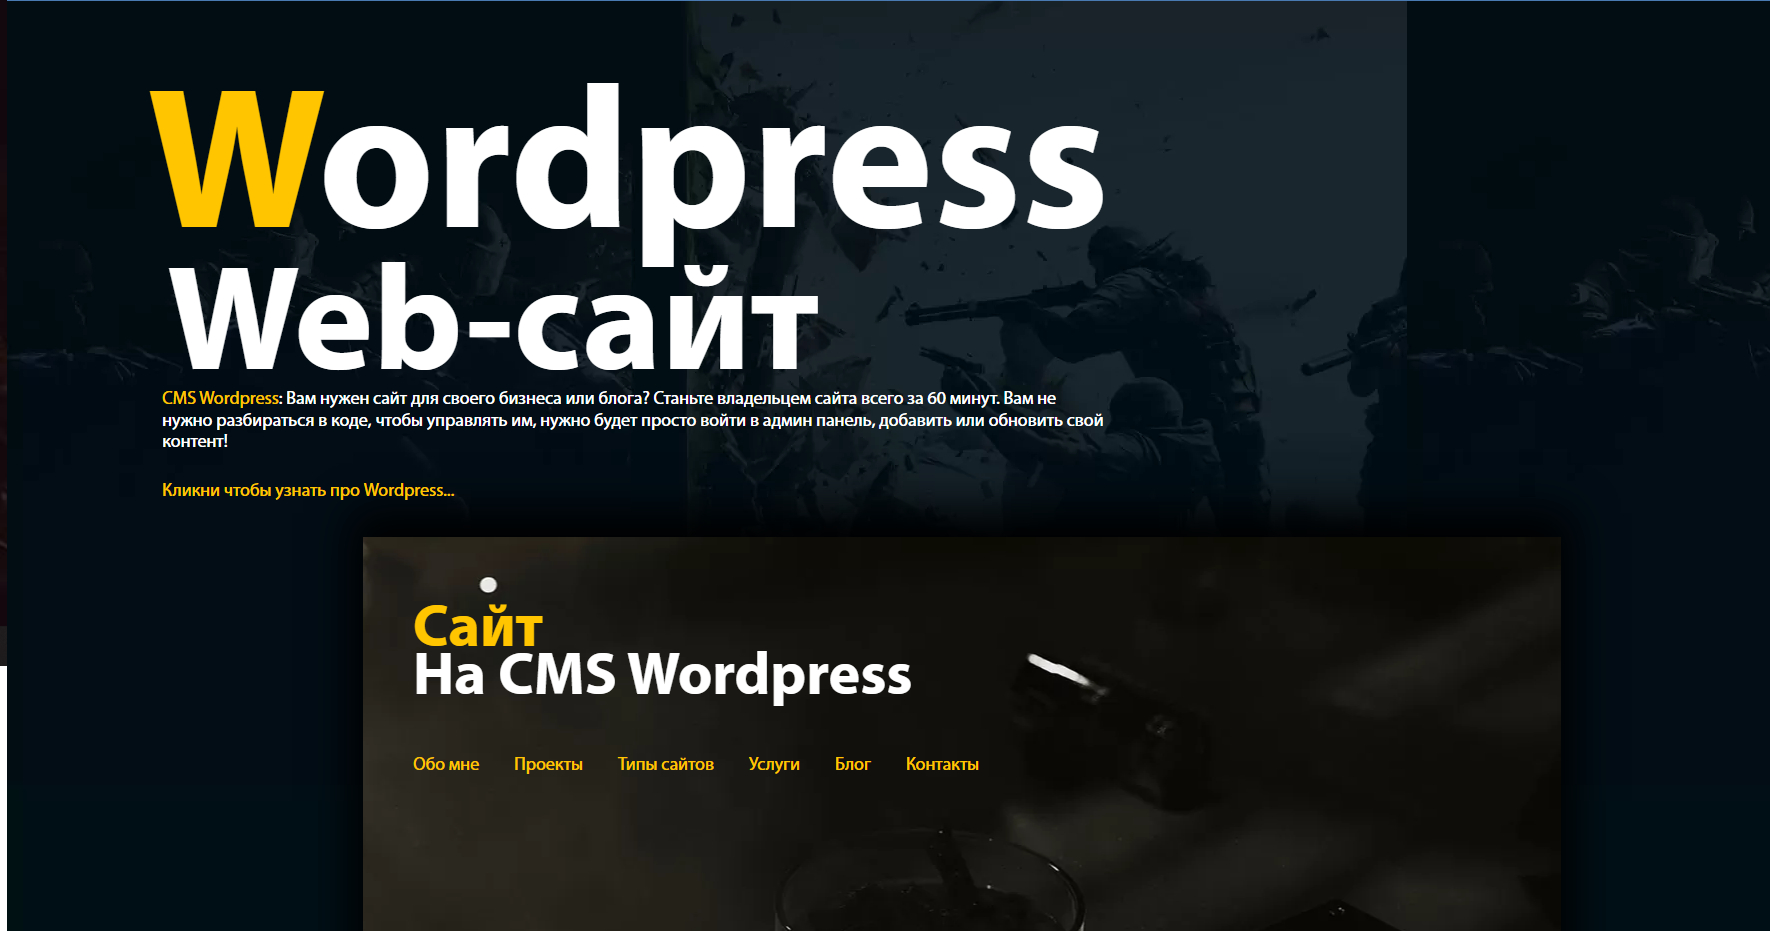 Wordpress
Web-сайт
CMS Wordpress: Вам нужен сайт для своего бизнеса или блога? Станьте владельцем сайта всего за 60 минут. Вам не
нужно разбираться в коде, чтобы управлять им, нужно будет просто войти в админ панель, добавить или обновить свой
контент!
Кликни чтобы узнать про Wordpress...
Сайт
На CMS Wordpress
Обо мне Проекты Типы сайтов Услуги Блог Контакты